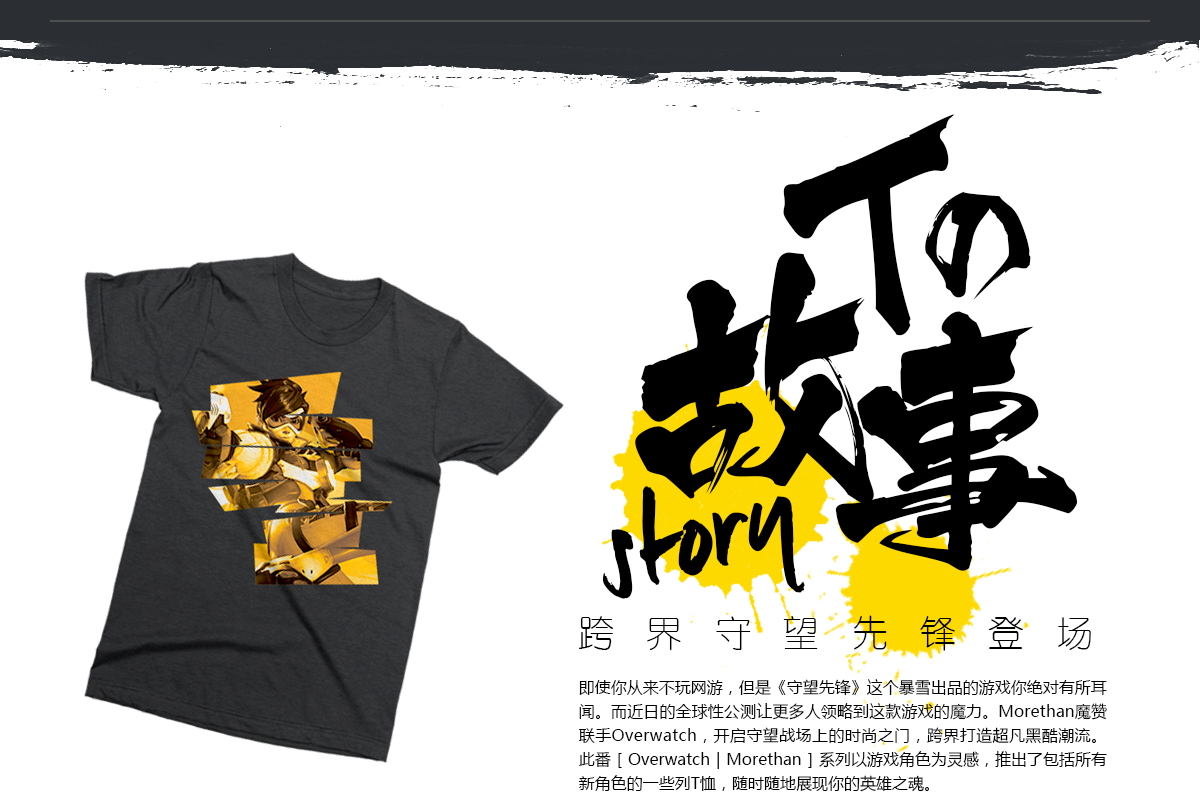 Tの
故事
story
跨界守望先锋登场
即使你从来不玩网游，但是《守望先锋》这个暴雪出品的游戏你绝对有所耳
闻。而近日的全球性公测让更多人领略到这款游戏的魔力。Morethan魔赞
联手Overwatch，开启守望战场上的时尚之门，跨界打造超凡黑酷潮流。
此番 [ Overwatch | Morethan ] 系列以游戏角色为灵感，推出了包括所有
新角色的一些列T恤，随时随地展现你的英雄之魂。